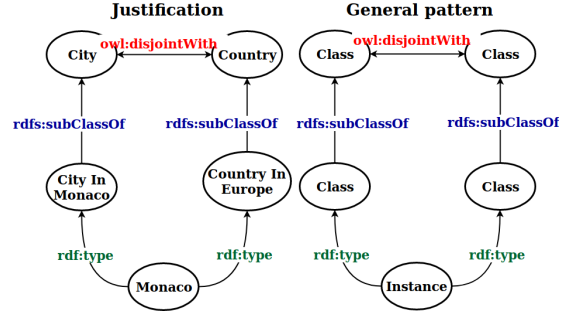 Justification
General pattern
owl:disjointWith
owl:disjointWith
City
Country
Class
Class
rdfs:subClassOf
rdfs:subClassOf
rdfs:subClassOf
rdfs:subClassOf
City In
Monaco
Country In
Europe
Class
Class
rdf:type
rdf:type
rdf:type
rdf:type
Monaco
Instance